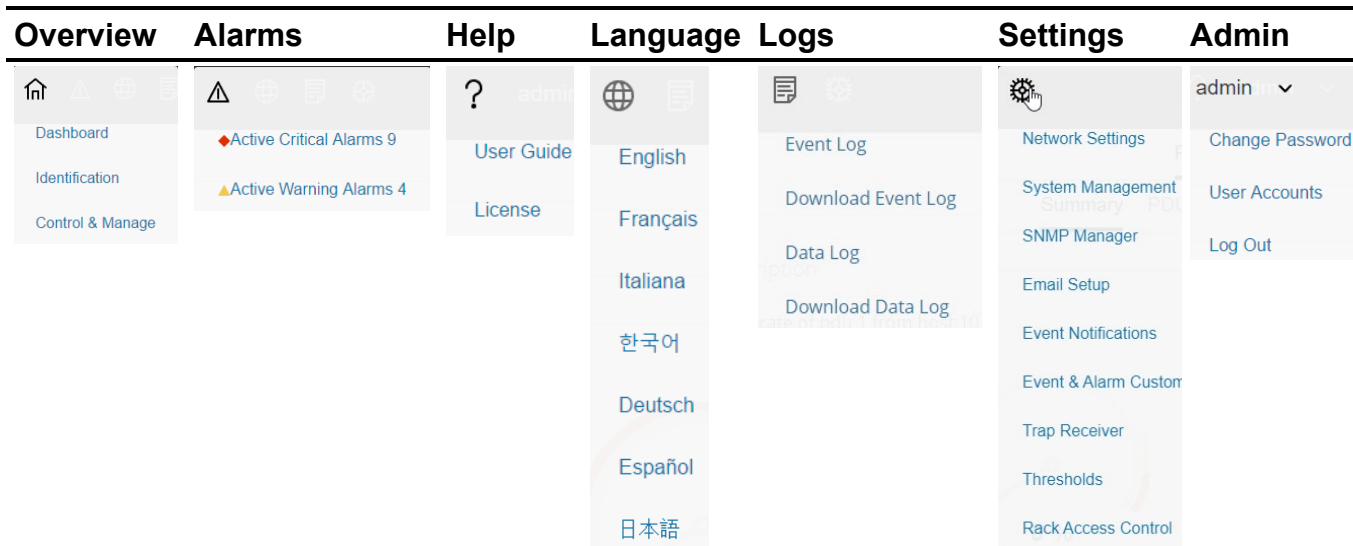 Overview Alarms Help Language Logs Settings Admin
admin
Dashboard
Identification
Control & Manage
Active Critical Alarms 9
Active Warning Alarms 4
?
User Guide
License
English
Français
Italiana
한국어
Deutsch
Español
日本語
Event Log
Download Event Log
Data Log
Download Data Log
Network Settings
System Management
Summary PDU
SNMP Manager
Email Setup
Event Notifications
Event & Alarm Custom
Trap Receiver
Thresholds
Rack Access Control
admin
Change Password
User Accounts
Log Out